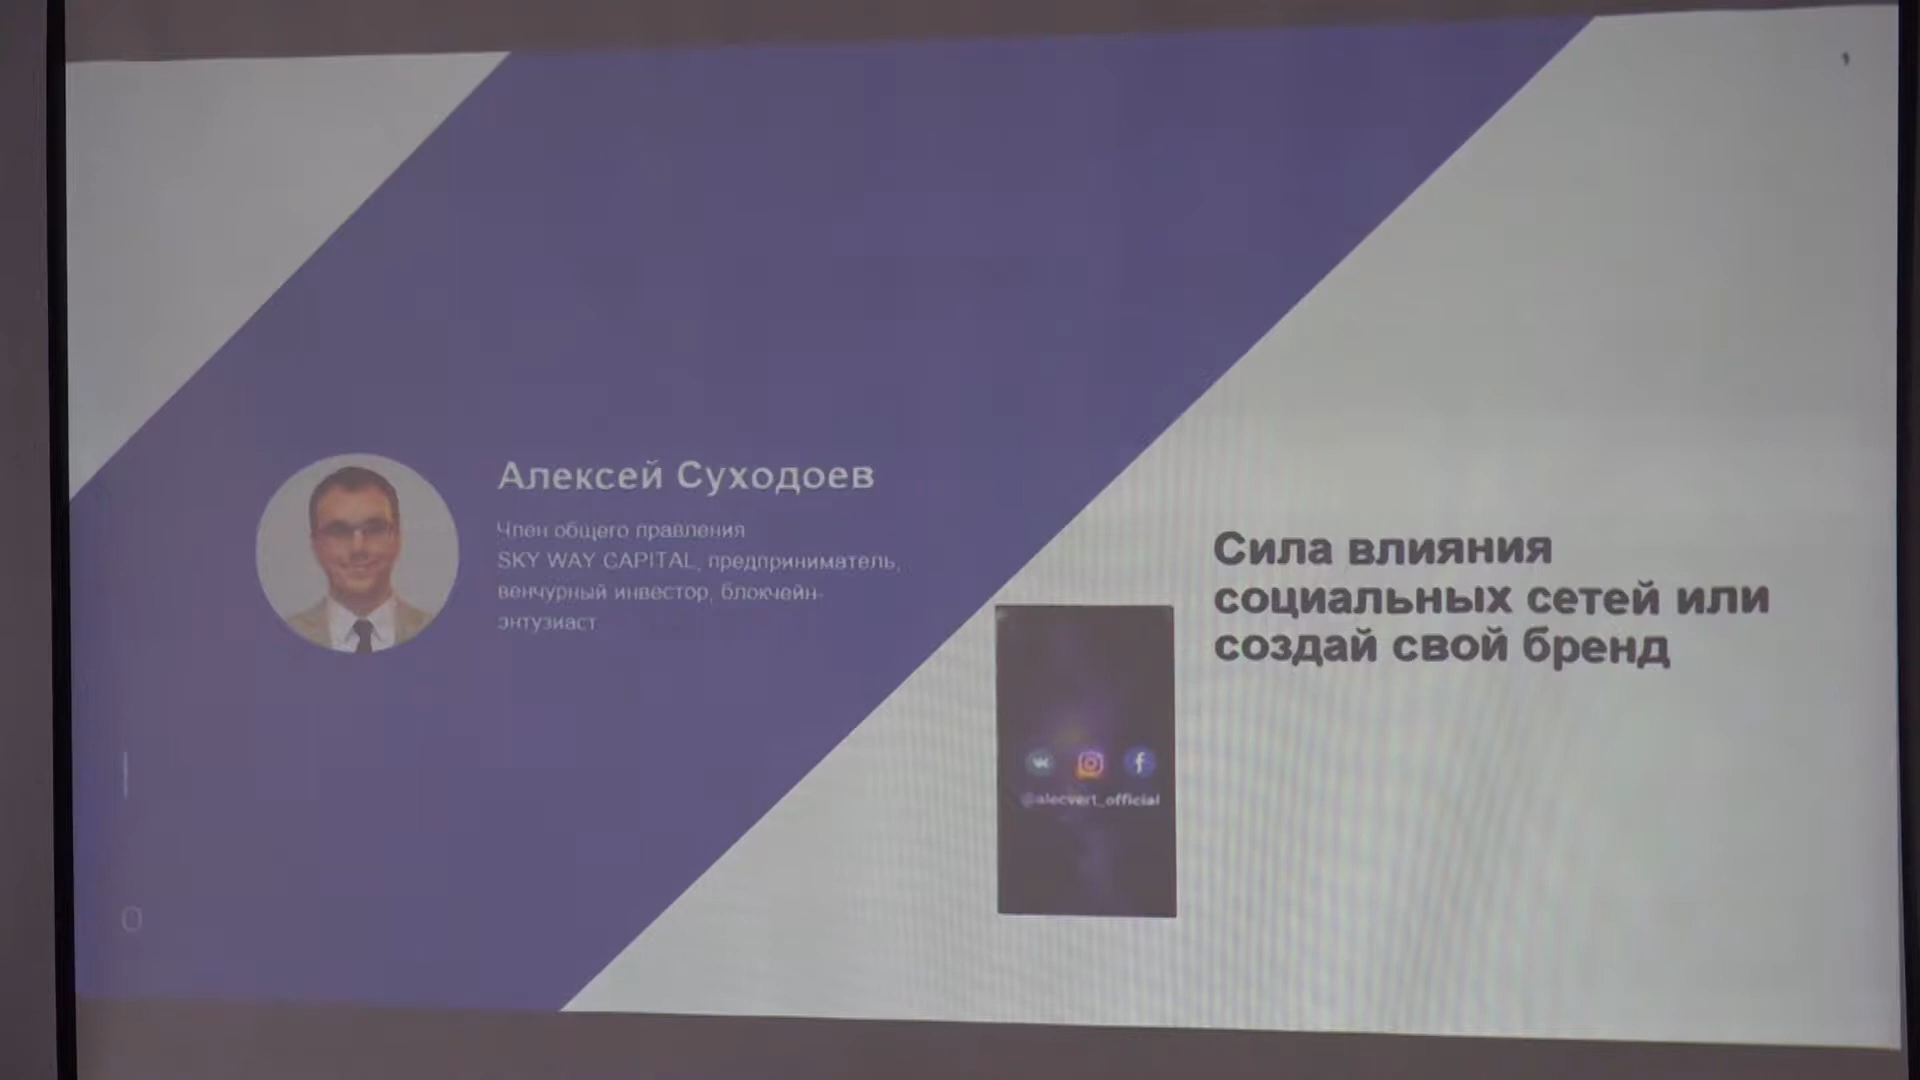 Алексей Суходоев
Член общего правления
SKY WAY CAPITAL, предприниматель,
венчурный инвестор, блокчейн-
энтузиаст
Сила влияния
социальных сетей или
создай свой бренд
@alecvert_official